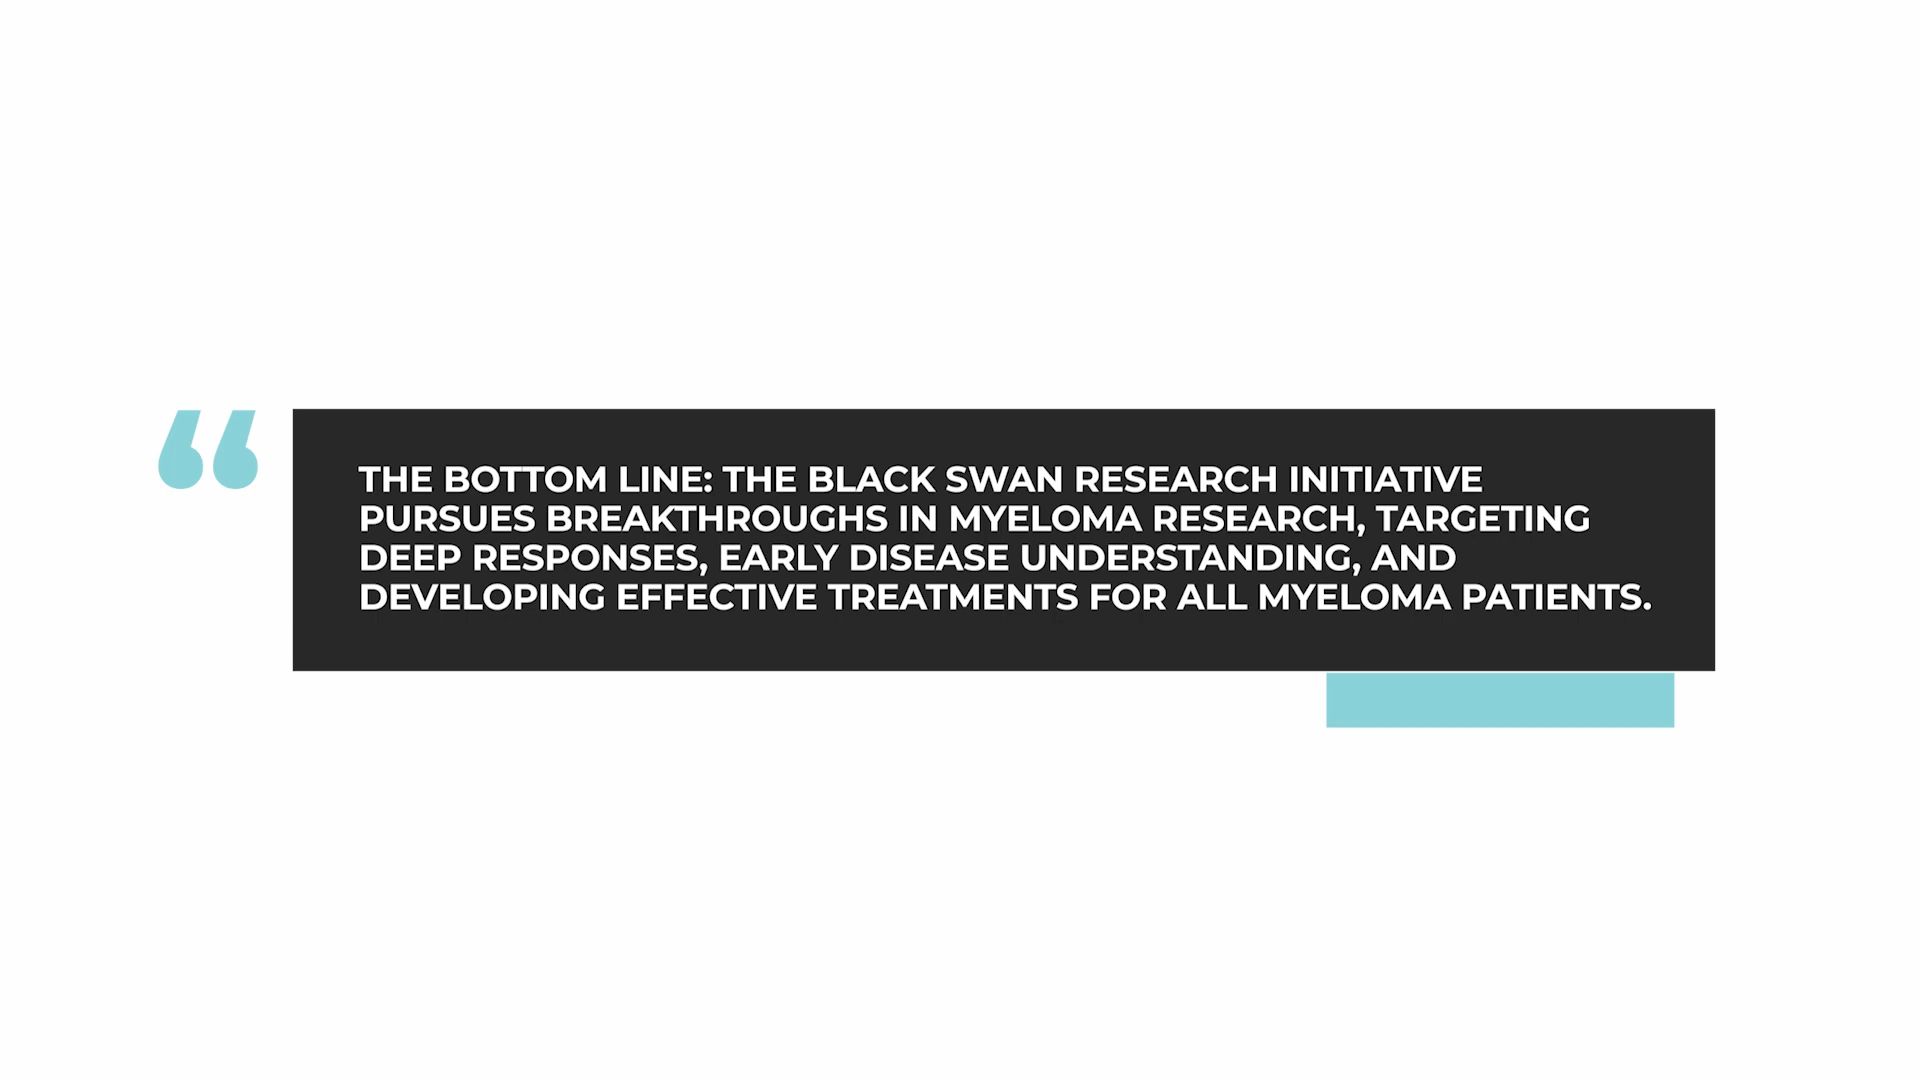 “
THE BOTTOM LINE: THE BLACK SWAN RESEARCH INITIATIVE
PURSUES BREAKTHROUGHS IN MYELOMA RESEARCH, TARGETING
DEEP RESPONSES, EARLY DISEASE UNDERSTANDING, AND
DEVELOPING EFFECTIVE TREATMENTS FOR ALL MYELOMA PATIENTS.